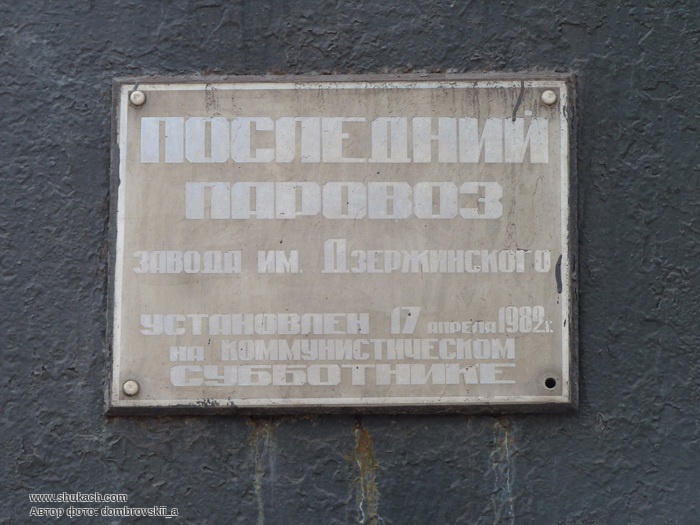 ПОСЛЕДНИЙ
ПАРОВОЗ
ЗАВОДА ИМ. ДЗЕРЖИНСКОГО
УСТАНОВЛЕН 17 АПРЕЛЯ 1982 г.
НА КОММУНИСТИЧЕСКОМ
СУББОТНИКЕ
www.shukach.com
Автор фото: dombrovskii_a